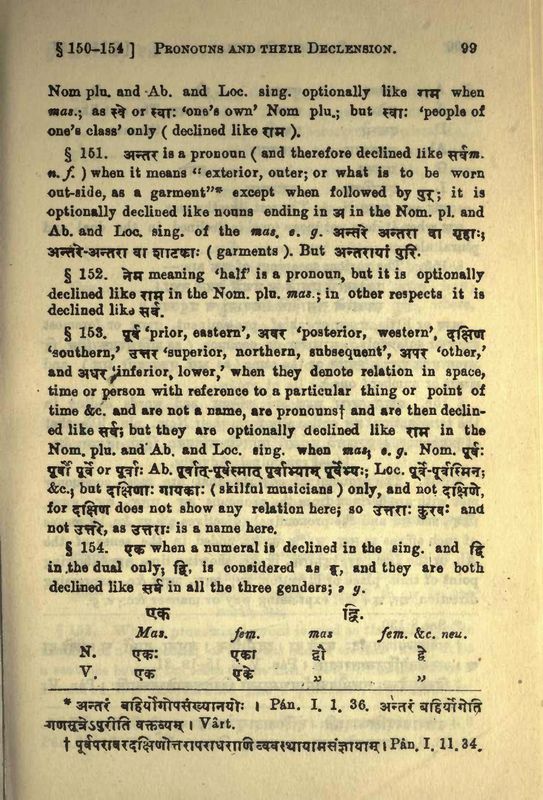 § 150-154 ] PRONOUNS AND THEIR DECLENSION. 99
Nom plu. and Ab. and Loc. sing. optionally like राम when
mas.; as स्वे or स्वाः 'one's own' Nom plu.; but स्वाः 'people of
one's class' only ( declined like राम ).
§ 151. अन्तर is a pronoun ( and therefore declined like सर्वm.
n. f. ) when it means "exterior, outer; or what is to be worn
out-side, as a garment"* except when followed by पुर्; it is
optionally declined like nouns ending in अ in the Nom. pl. and
Ab. and Loc. sing. of the mas. e. g. अन्तरे अन्तरा वा गृहाः;
अन्तरे-अन्तरा वा शाटकाः ( garments ). But अन्तरायां पुरि.
§ 152. नेम meaning 'half' is a pronoun, but it is optionally
declined like राम in the Nom. plu. mas.; in other respects it is
declined like सर्व.
§ 153. पूर्व 'prior, eastern', अवर 'posterior, western', दक्षिण
'southern,' उत्तर 'superior, northern, subsequent', अपर 'other,'
and अधर 'inferior, lower,' when they denote relation in space,
time or person with reference to a particular thing or point of
time &c. and are not a name, are pronouns† and are then declin-
ed like सर्व; but they are optionally declined like राम in the
Nom. plu. and Ab. and Loc. sing. when mas, e. g. Nom. पूर्वः
पूर्वौ पूर्वे or पूर्वाः Ab. पूर्वात्-पूर्वस्मात् पूर्वाभ्याम् पूर्वेभ्यः; Loc. पूर्वे-पूर्वस्मिन्;
&c., but दक्षिणाः गायकाः ( skilful musicians ) only, and not दक्षिणे,
for दक्षिण does not show any relation here; so उत्तराः कुरवः and
not उत्तरे, as उत्तराः is a name here.
§ 154. एक when a numeral is declined in the sing. and द्वि
in the dual only; द्वि, is considered as द्व, and they are both
declined like सर्व in all the three genders; e g.
एक द्वि.
Mas. fem. mas fem. &c. neu.
N. एकः एका द्वौ द्वे
V. एक एके ,, ,,
* अन्तरं बहिर्योगोपसंख्यानयोः । Pán. I. 1. 36. अन्तरं बहिर्योगेति
गणसूत्रेऽपुरीति वक्तव्यम् । Vârt.
† पूर्वपरावरदक्षिणोत्तरापराधराणि व्यवस्थायामसंज्ञायाम् । Pân. I. 11. 34.